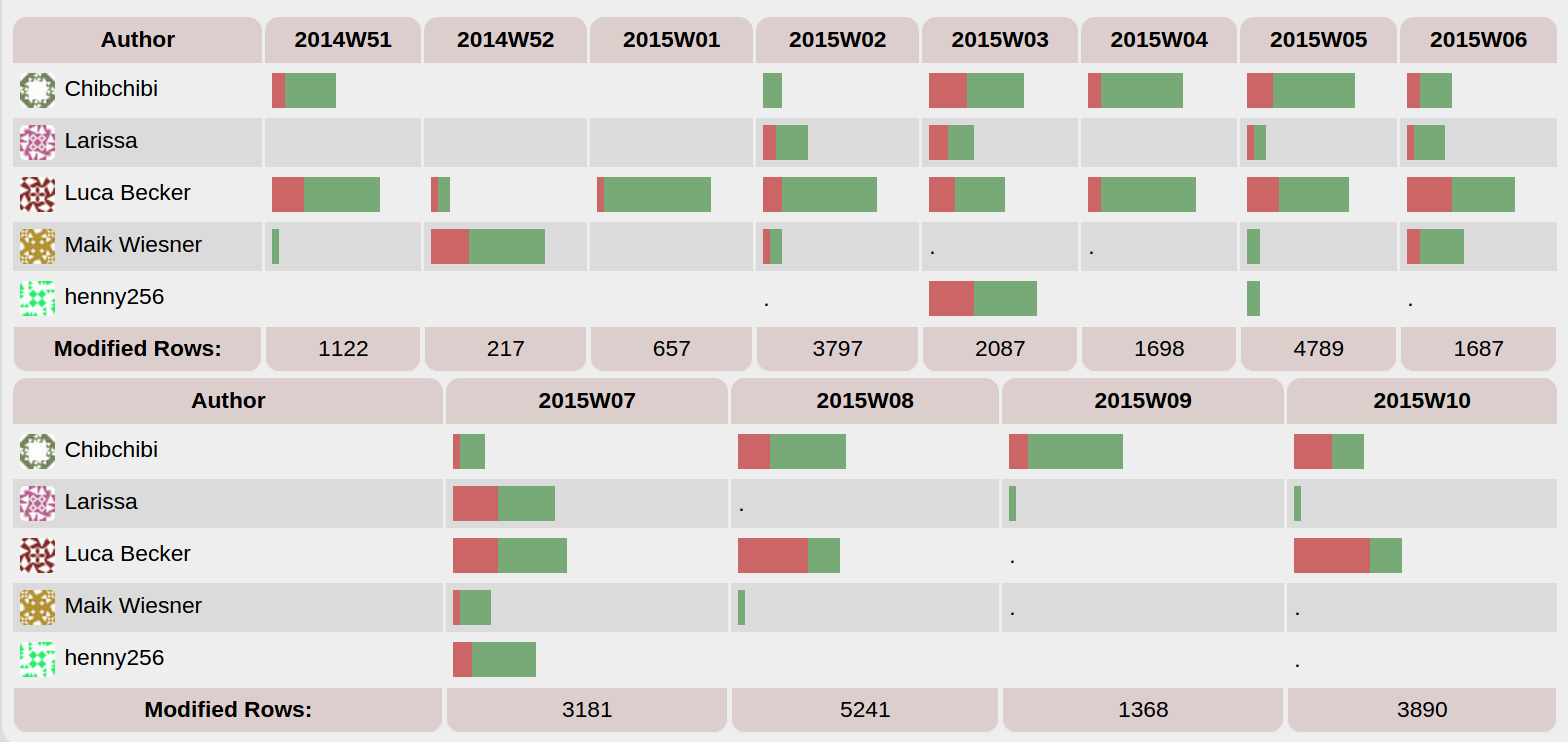 Author 2014W51 2014W52 2015W01 2015W02 2015W03 2015W04 2015W05 2015W06
Chibchibi
Larissa
Luca Becker
Maik Wiesner . .
henny256 . .
Modified Rows: 1122 217 657 3797 2087 1698 4789 1687
Author 2015W07 2015W08 2015W09 2015W10
Chibchibi
Larissa .
Luca Becker .
Maik Wiesner . .
henny256 .
Modified Rows: 3181 5241 1368 3890